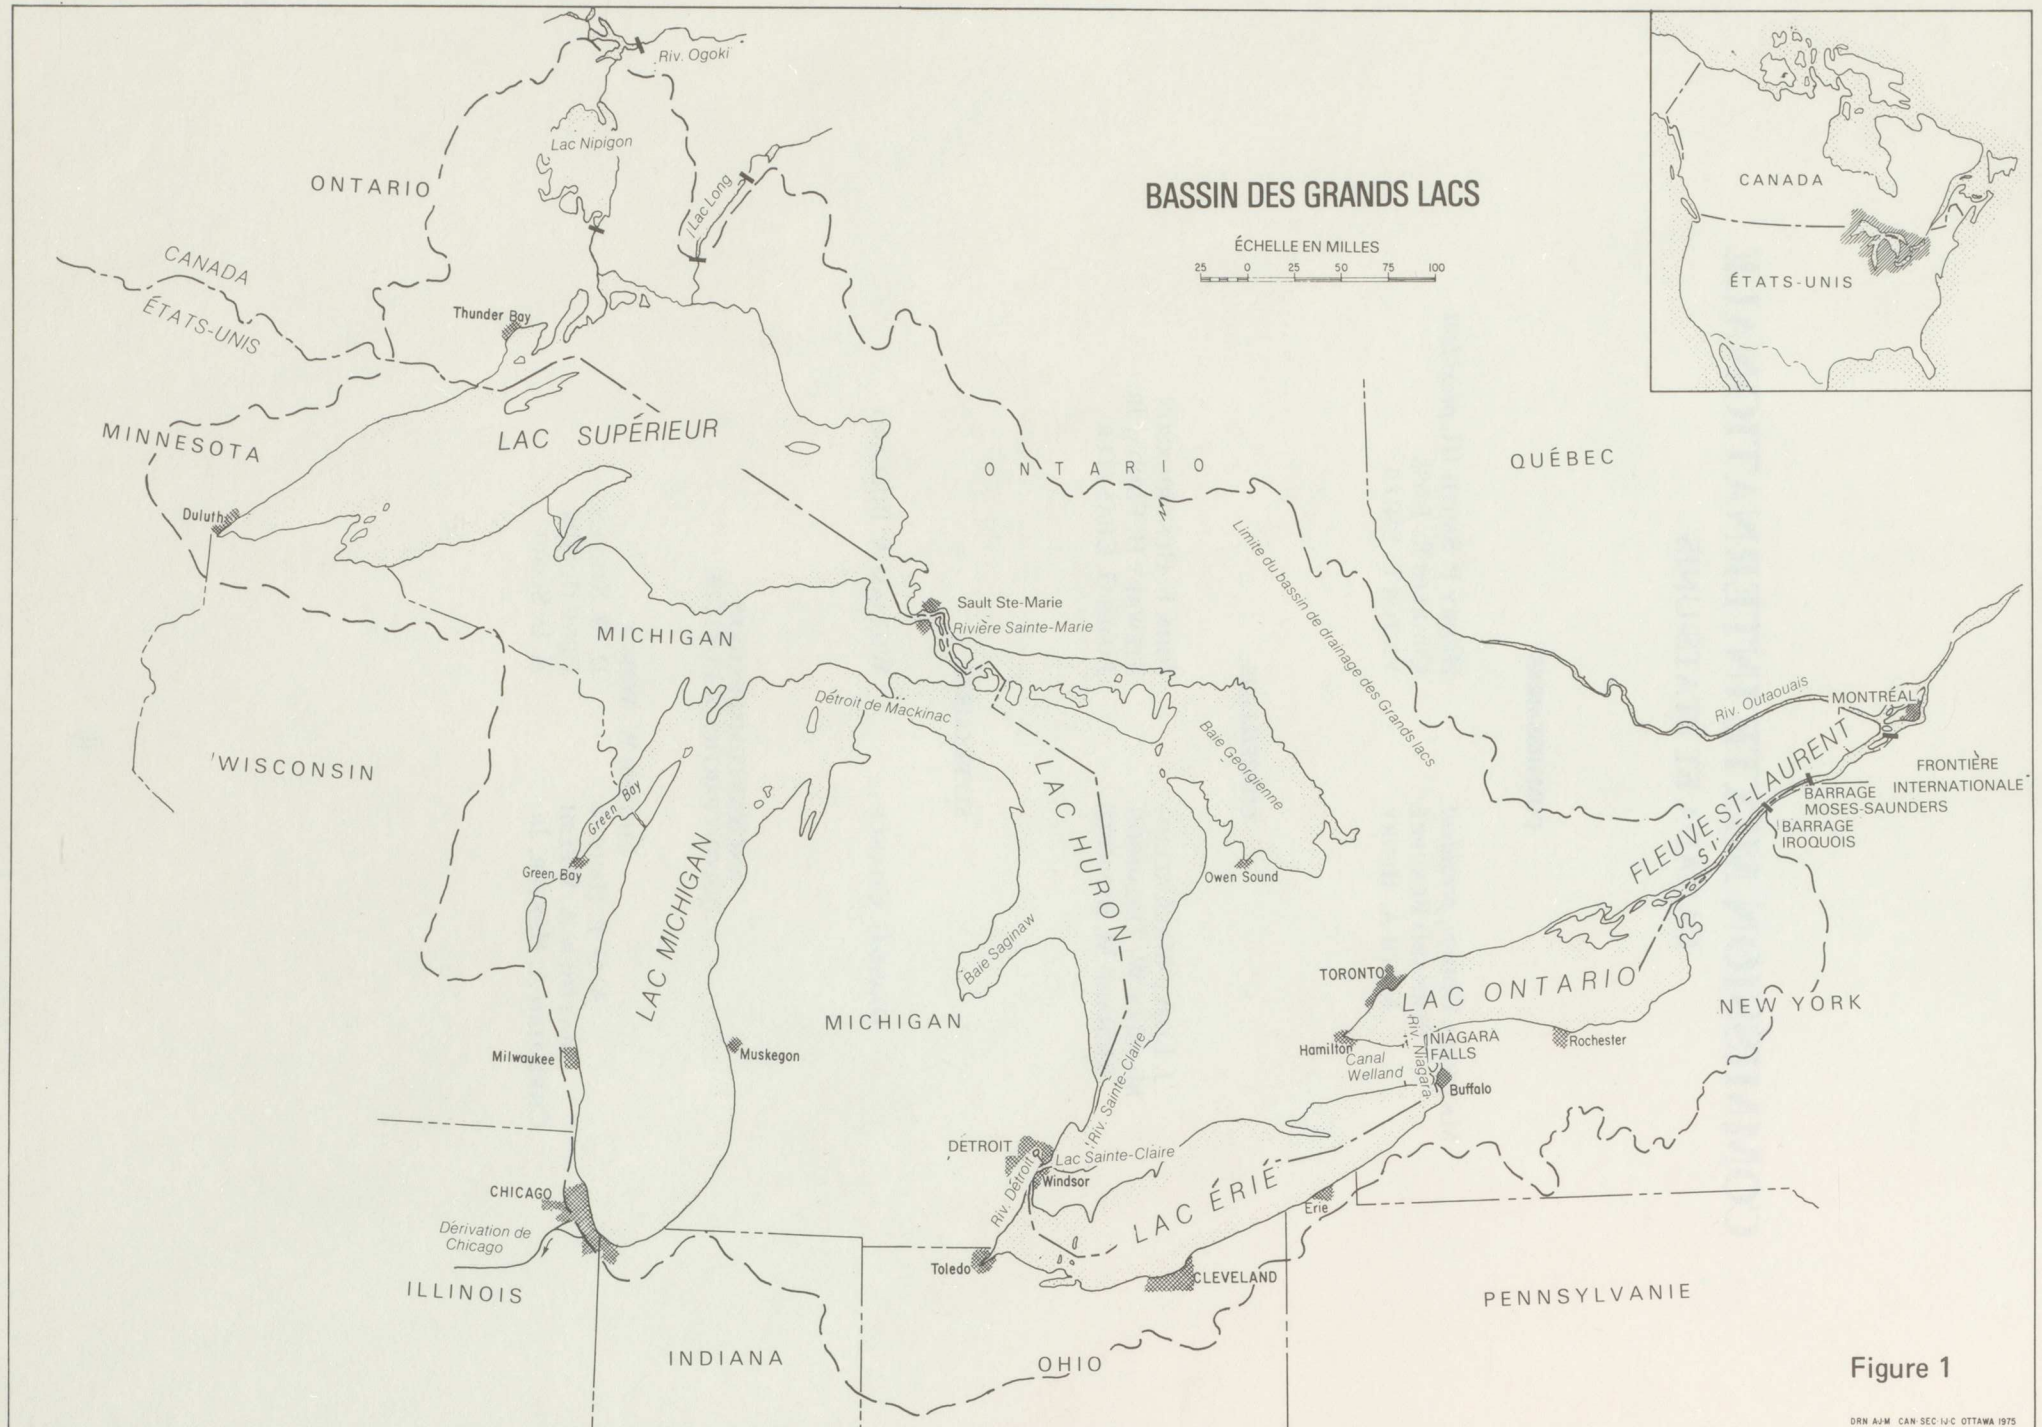 Riv. Ogoki
Lac Nipigon
ONTARIO
Lac Long
BASSIN DES GRANDS LACS
ÉCHELLE EN MILLES
25 0 25 50 75 100
CANADA
ÉTATS-UNIS
CANADA
ÉTATS-UNIS
Thunder Bay
MINNESOTA
LAC SUPÉRIEUR
ONTARIO
QUÉBEC
Duluth
Limite du bassin de drainage des Grands lacs
Sault Ste-Marie
Rivière Sainte-Marie
MICHIGAN
Détroit de Mackinac
Baie Georgienne
Riv. Outaouais
MONTRÉAL
WISCONSIN
FLEUVE ST-LAURENT
FRONTIÈRE
INTERNATIONALE
BARRAGE
MOSES-SAUNDERS
BARRAGE
IROQUOIS
Green Bay
Green Bay
LAC MICHIGAN
LAC HURON
Owen Sound
Baie Saginaw
TORONTO
LAC ONTARIO
NEW YORK
MICHIGAN
Milwaukee
Muskegon
Hamilton
Riv. Niagara
NIAGARA
FALLS
Rochester
Canal
Welland
Buffalo
Riv. Sainte-Claire
DÉTROIT
Lac Sainte-Claire
Riv. Détroit
Windsor
CHICAGO
LAC ÉRIÉ
Erie
Dérivation de
Chicago
Toledo
CLEVELAND
ILLINOIS
PENNSYLVANIE
INDIANA
OHIO
Figure 1
DRN A.J.M CAN-SEC IJC OTTAWA 1975